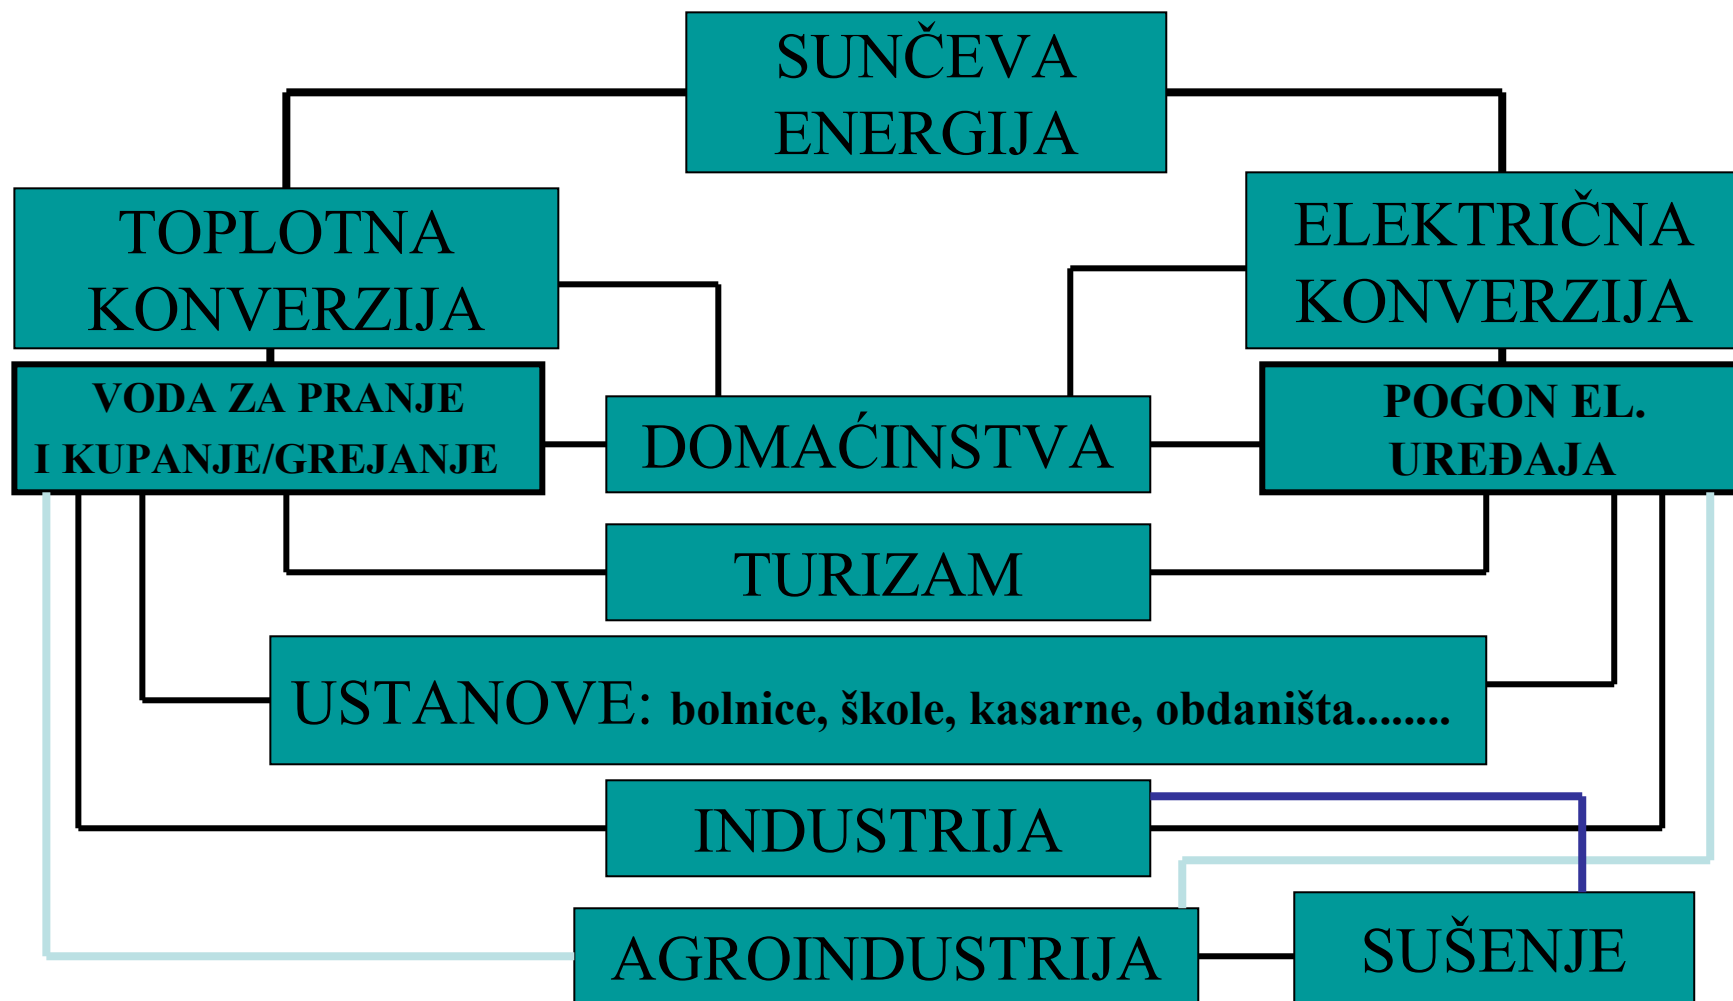 SUNČEVA
ENERGIJA
TOPLOTNA
KONVERZIJA
ELEKTRIČNA
KONVERZIJA
VODA ZA PRANJE
I KUPANJE/GREJANJE
DOMAĆINSTVA
POGON EL.
UREĐAJA
TURIZAM
USTANOVE: bolnice, škole, kasarne, obdaništa........
INDUSTRIJA
AGROINDUSTRIJA
SUŠENJE